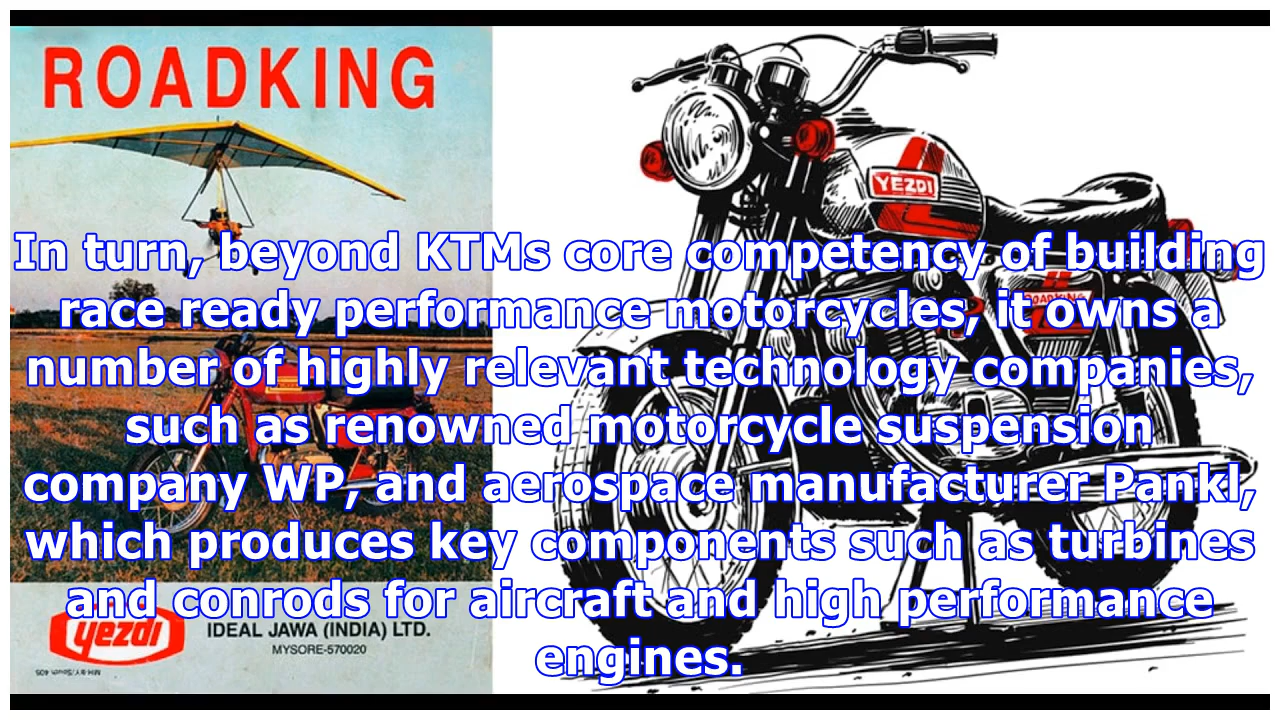 ROADKING
YEZDI
ROADKING
In turn, beyond KTMs core competency of building
race ready performance motorcycles, it owns a
number of highly relevant technology companies,
such as renowned motorcycle suspension
company WP, and aerospace manufacturer Pankl,
which produces key components such as turbines
and conrods for aircraft and high performance
engines.
yezdi
IDEAL JAWA (INDIA) LTD.
MYSORE-570020